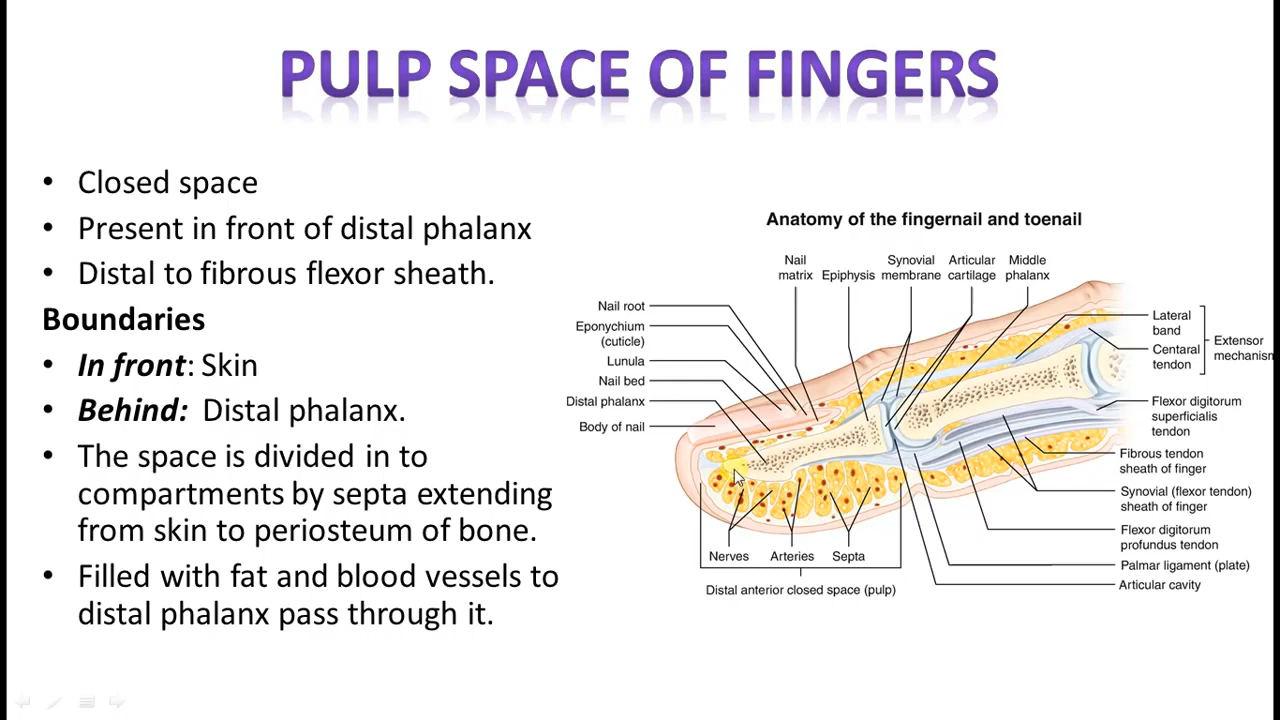 PULP SPACE OF FINGERS
• Closed space
• Present in front of distal phalanx
• Distal to fibrous flexor sheath.
Boundaries
• In front: Skin
• Behind: Distal phalanx.
• The space is divided in to
compartments by septa extending
from skin to periosteum of bone.
• Filled with fat and blood vessels to
distal phalanx pass through it.
Anatomy of the fingernail and toenail
Nail
matrix
Epiphysis
Synovial
membrane
Articular
cartilage
Middle
phalanx
Nail root
Eponychium
(cuticle)
Lunula
Nail bed
Distal phalanx
Body of nail
Lateral
band
Centaral
tendon
Extensor
mechanism
Flexor digitorum
superficialis
tendon
Fibrous tendon
sheath of finger
Synovial (flexor tendon)
sheath of finger
Flexor digitorum
profundus tendon
Palmar ligament (plate)
Articular cavity
Nerves
Arteries
Septa
Distal anterior closed space (pulp)